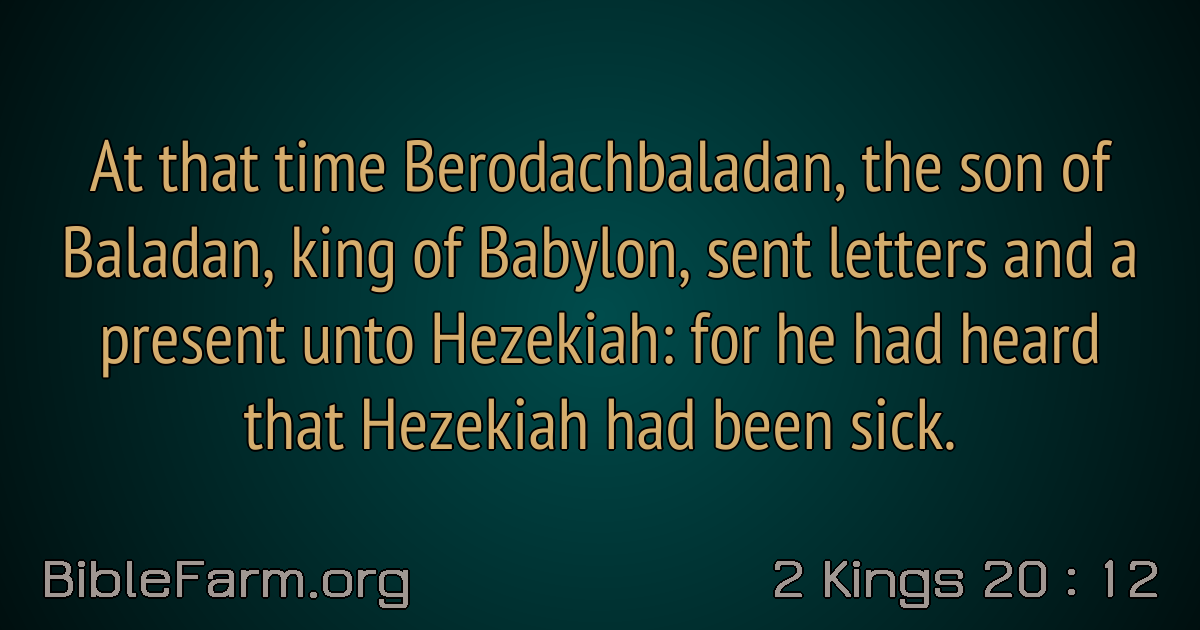 At that time Berodachbaladan, the son of
Baladan, king of Babylon, sent letters and a
present unto Hezekiah: for he had heard
that Hezekiah had been sick.
BibleFarm.org
2 Kings 20 : 12